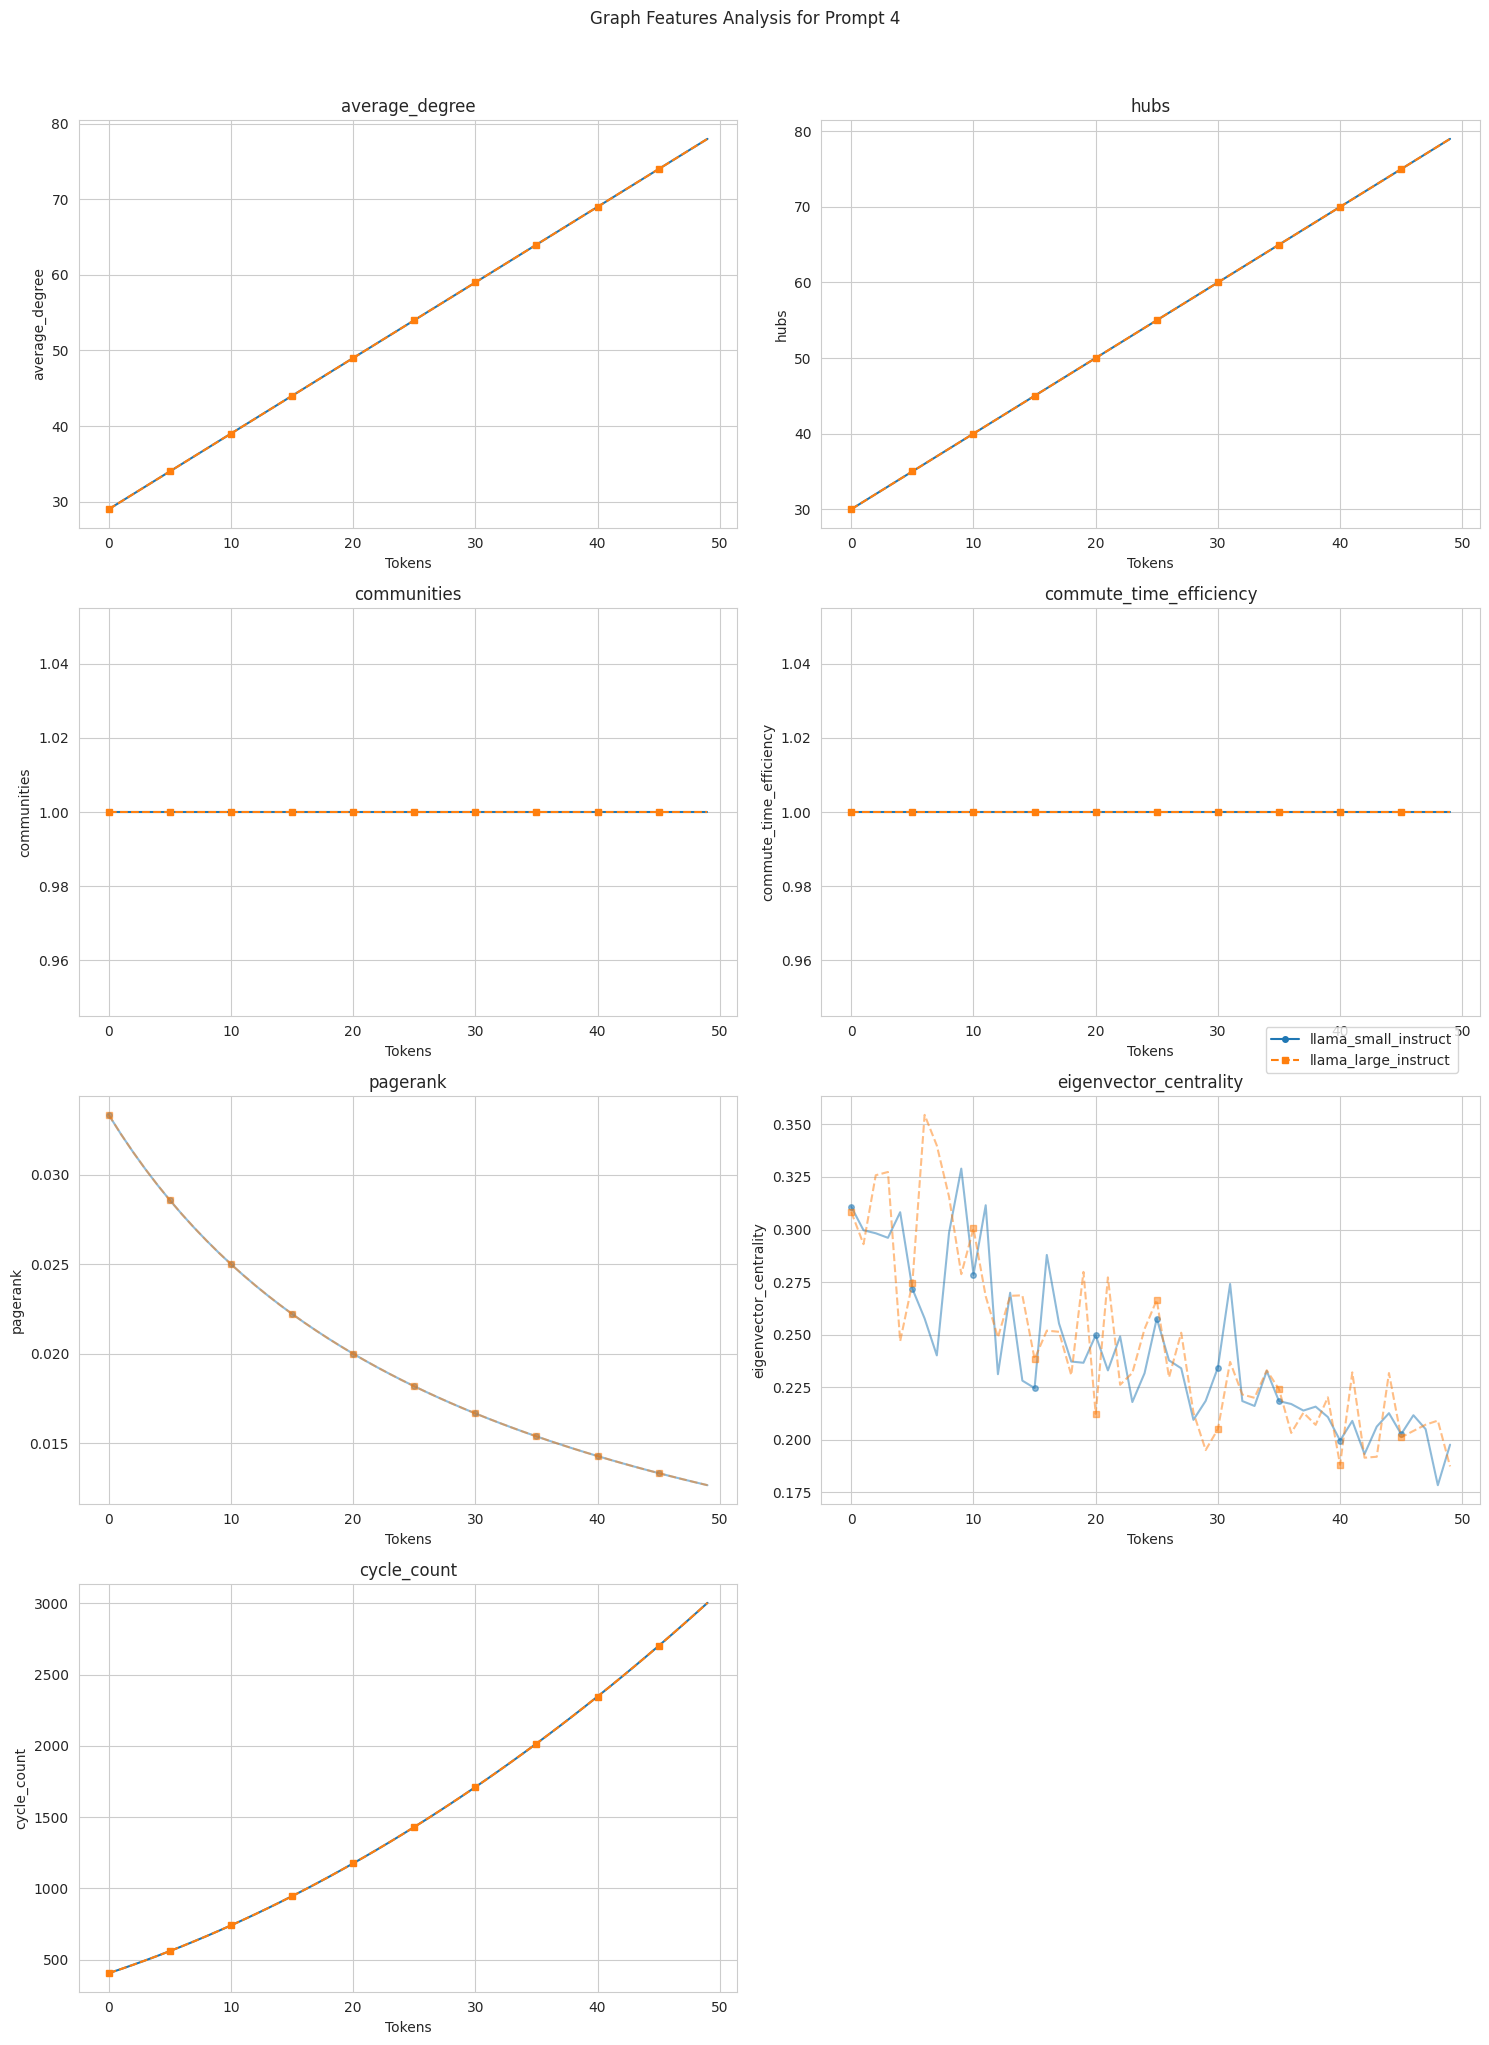 Graph Features Analysis for Prompt 4
average_degree
average_degree
80
70
60
50
40
30
0 10 20 30 40 50
Tokens
hubs
hubs
80
70
60
50
40
30
0 10 20 30 40 50
Tokens
communities
communities
1.04
1.02
1.00
0.98
0.96
0 10 20 30 40 50
Tokens
commute_time_efficiency
commute_time_efficiency
1.04
1.02
1.00
0.98
0.96
0 10 20 30 40 50
Tokens
llama_small_instruct
llama_large_instruct
pagerank
pagerank
0.030
0.025
0.020
0.015
0 10 20 30 40 50
Tokens
eigenvector_centrality
eigenvector_centrality
0.350
0.325
0.300
0.275
0.250
0.225
0.200
0.175
0 10 20 30 40 50
Tokens
cycle_count
cycle_count
3000
2500
2000
1500
1000
500
0 10 20 30 40 50
Tokens